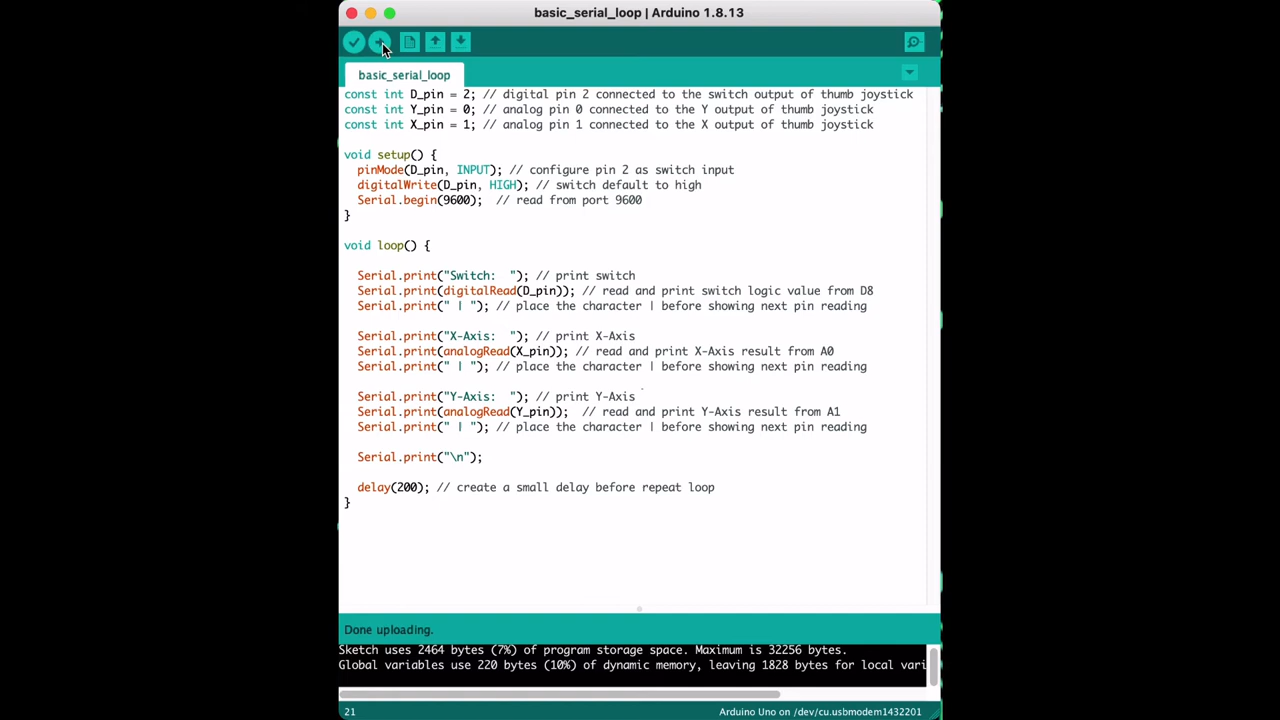 basic_serial_loop | Arduino 1.8.13
basic_serial_loop
const int D_pin = 2; // digital pin 2 connected to the switch output of thumb joystick
const int Y_pin = 0; // analog pin 0 connected to the Y output of thumb joystick
const int X_pin = 1; // analog pin 1 connected to the X output of thumb joystick
void setup() {
pinMode(D_pin, INPUT); // configure pin 2 as switch input
digitalWrite(D_pin, HIGH); // switch default to high
Serial.begin(9600);  // read from port 9600
}
void loop() {
Serial.print("Switch:  "); // print switch
Serial.print(digitalRead(D_pin)); // read and print switch logic value from D8
Serial.print(" | "); // place the character | before showing next pin reading
Serial.print("X-Axis:  "); // print X-Axis
Serial.print(analogRead(X_pin)); // read and print X-Axis result from A0
Serial.print(" | "); // place the character | before showing next pin reading
Serial.print("Y-Axis:  "); // print Y-Axis
Serial.print(analogRead(Y_pin));  // read and print Y-Axis result from A1
Serial.print(" | "); // place the character | before showing next pin reading
Serial.print("\n");
delay(200); // create a small delay before repeat loop
}
Done uploading.
Sketch uses 2464 bytes (7%) of program storage space. Maximum is 32256 bytes.
Global variables use 220 bytes (10%) of dynamic memory, leaving 1828 bytes for local vari
21
Arduino Uno on /dev/cu.usbmodem1432201